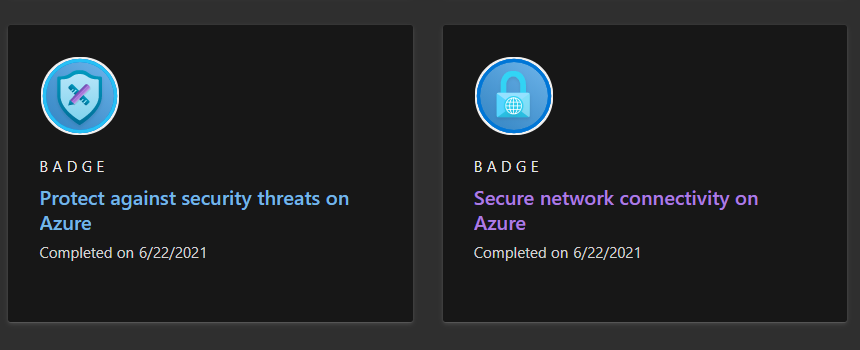 BADGE
Protect against security threats on
Azure
Completed on 6/22/2021
BADGE
Secure network connectivity on
Azure
Completed on 6/22/2021